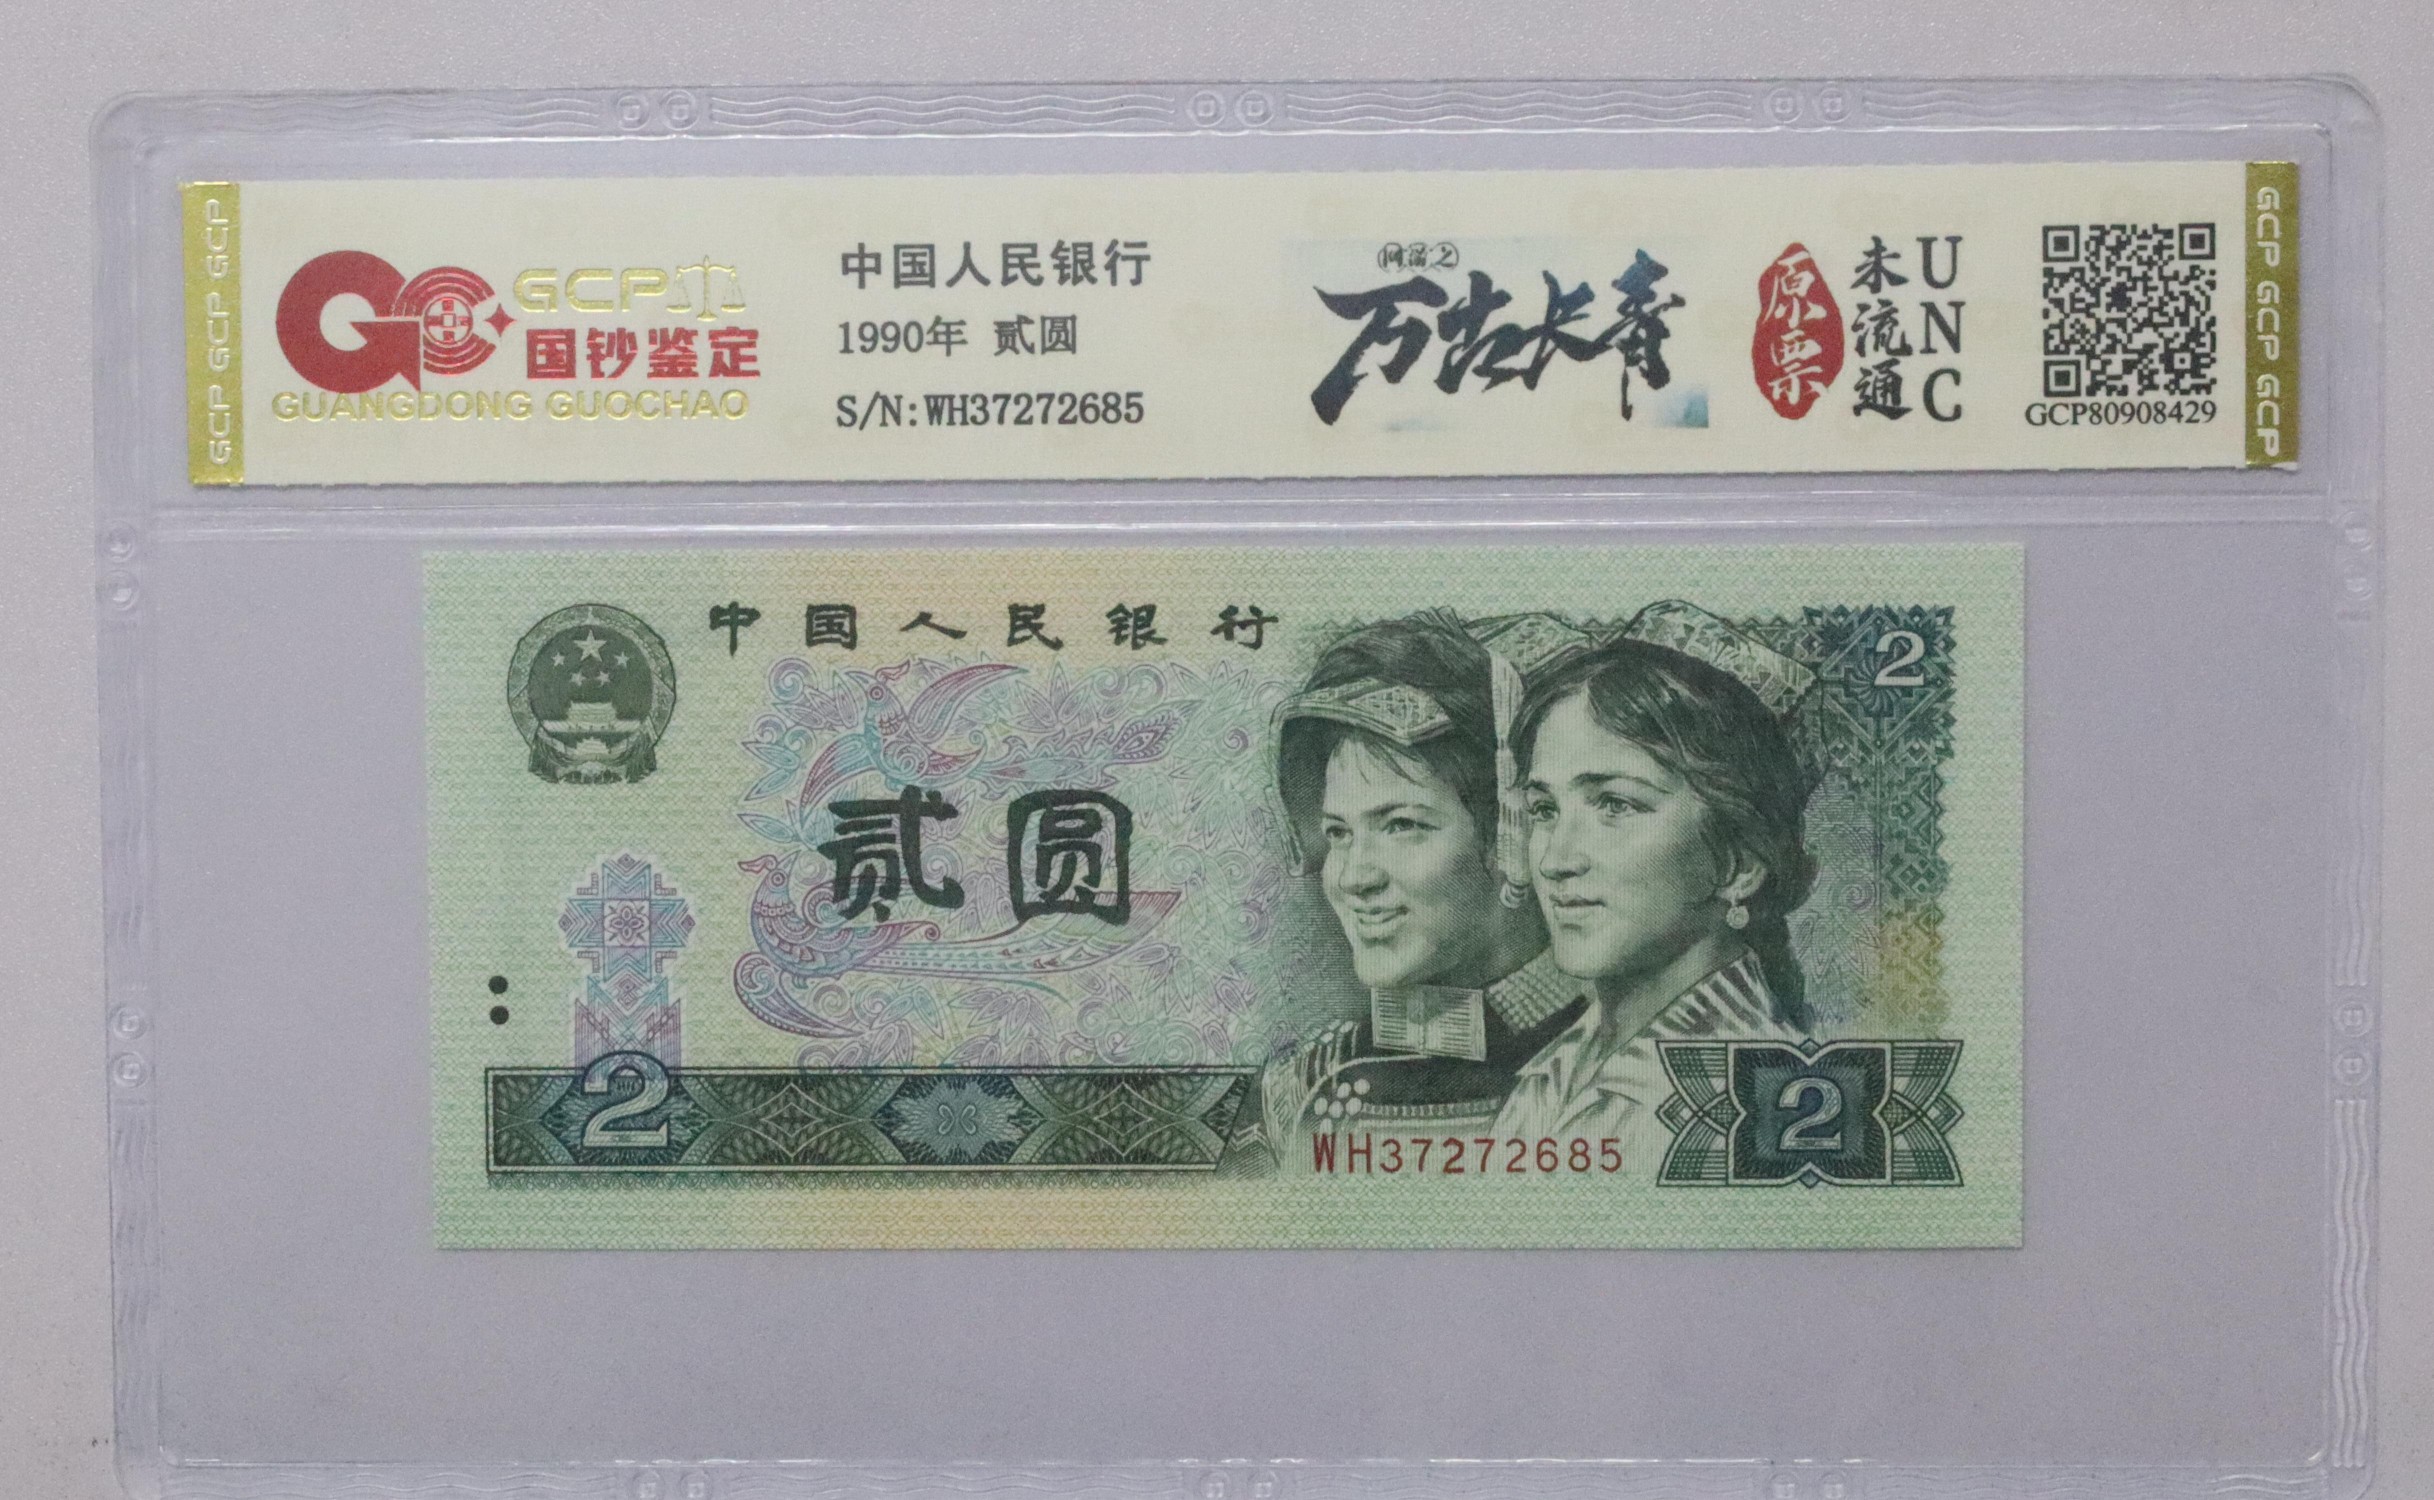 GCP GCP GCP
GCP
国钞鉴定
GUANGDONG GUOCHAO
中国人民银行
1990年 贰圆
S/N:WH37272685
万古长青
原票
未流通
UNC
GCP80908429
GCP GCP GCP
中国人民银行
2
贰圆
2
WH37272685
2